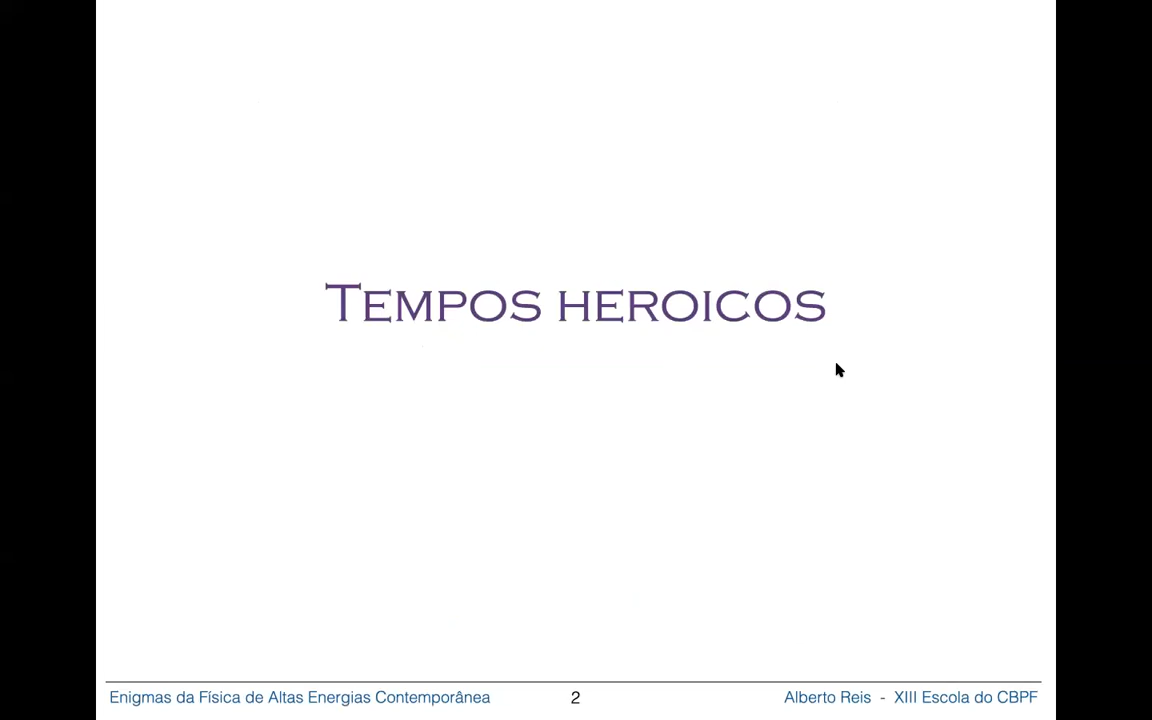 Tempos heroicos
Enigmas da Física de Altas Energias Contemporânea 2 Alberto Reis - XIII Escola do CBPF